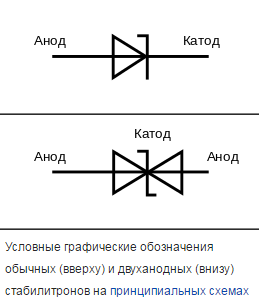 Анод Катод
Катод
Анод Анод
Условные графические обозначения
обычных (вверху) и двуханодных (внизу)
стабилитронов на принципиальных схемах